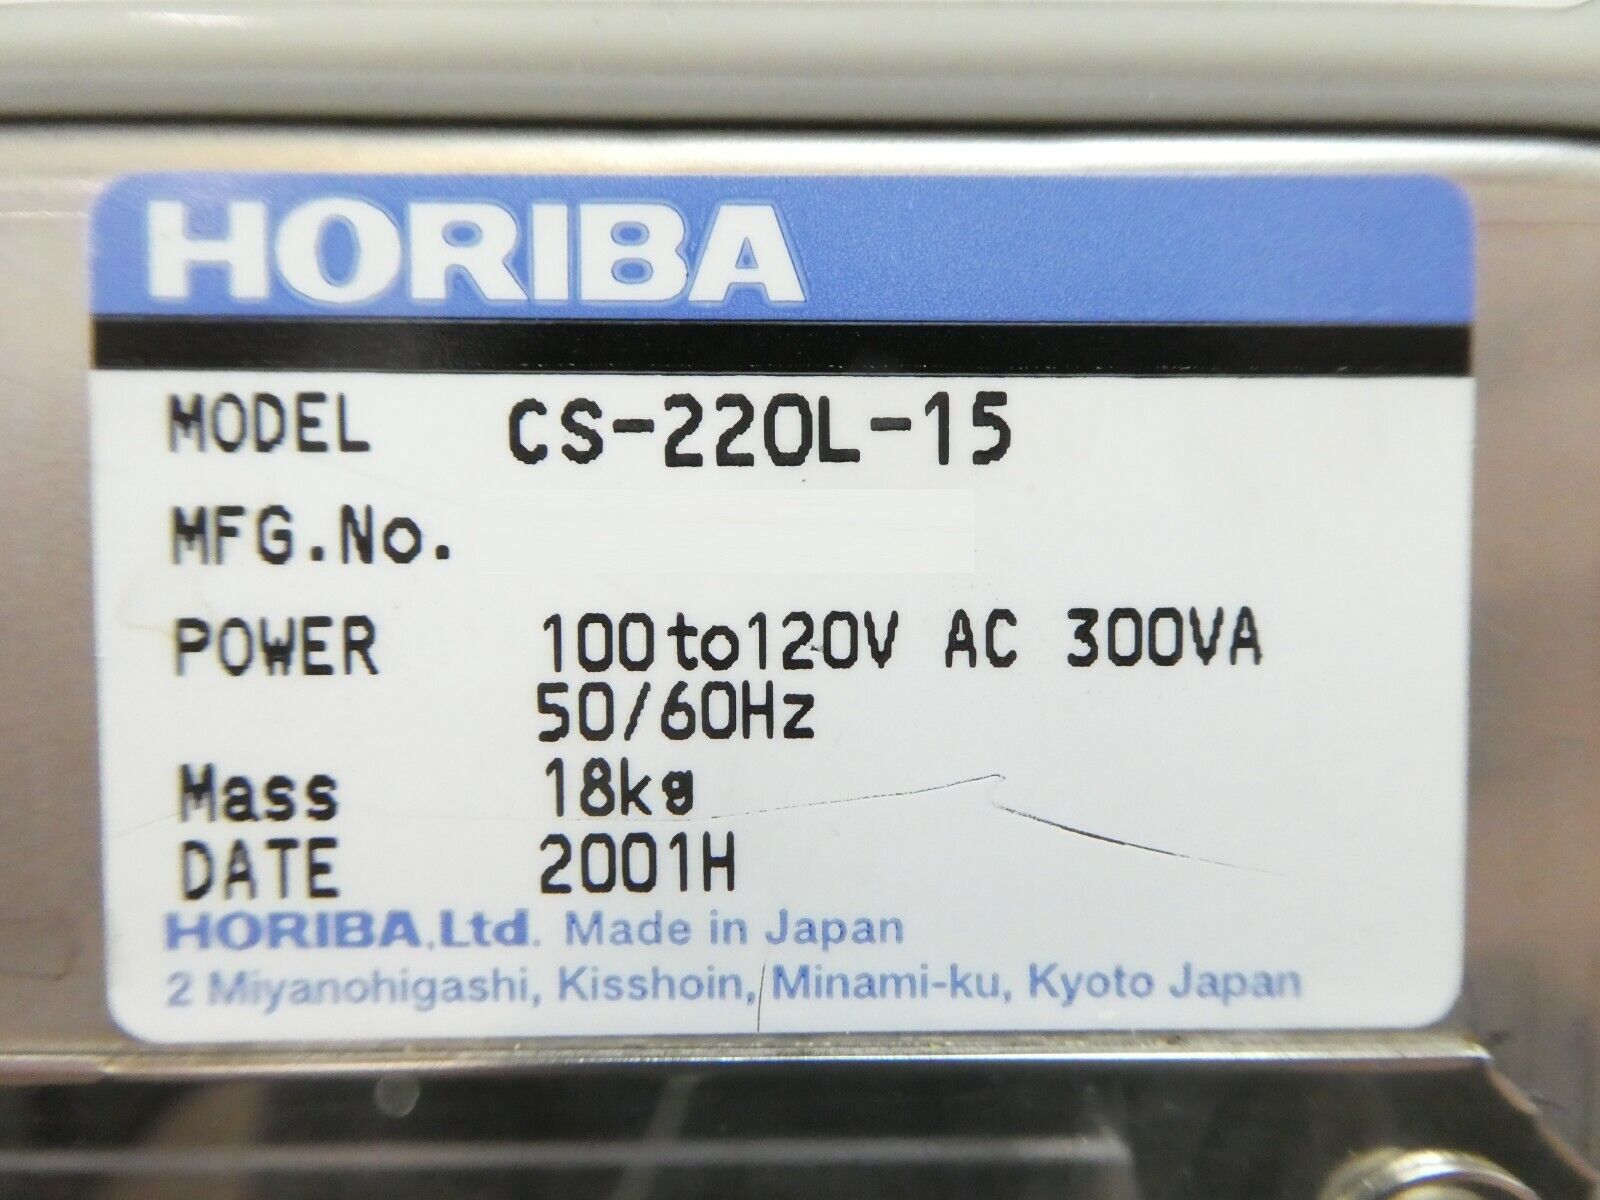 HORIBA
MODEL CS-220L-15
MFG.No.
POWER 100to120V AC 300VA
50/60Hz
Mass 18kg
DATE 2001H
HORIBA,Ltd. Made in Japan
2 Miyanohigashi, Kisshoin, Minami-ku, Kyoto Japan